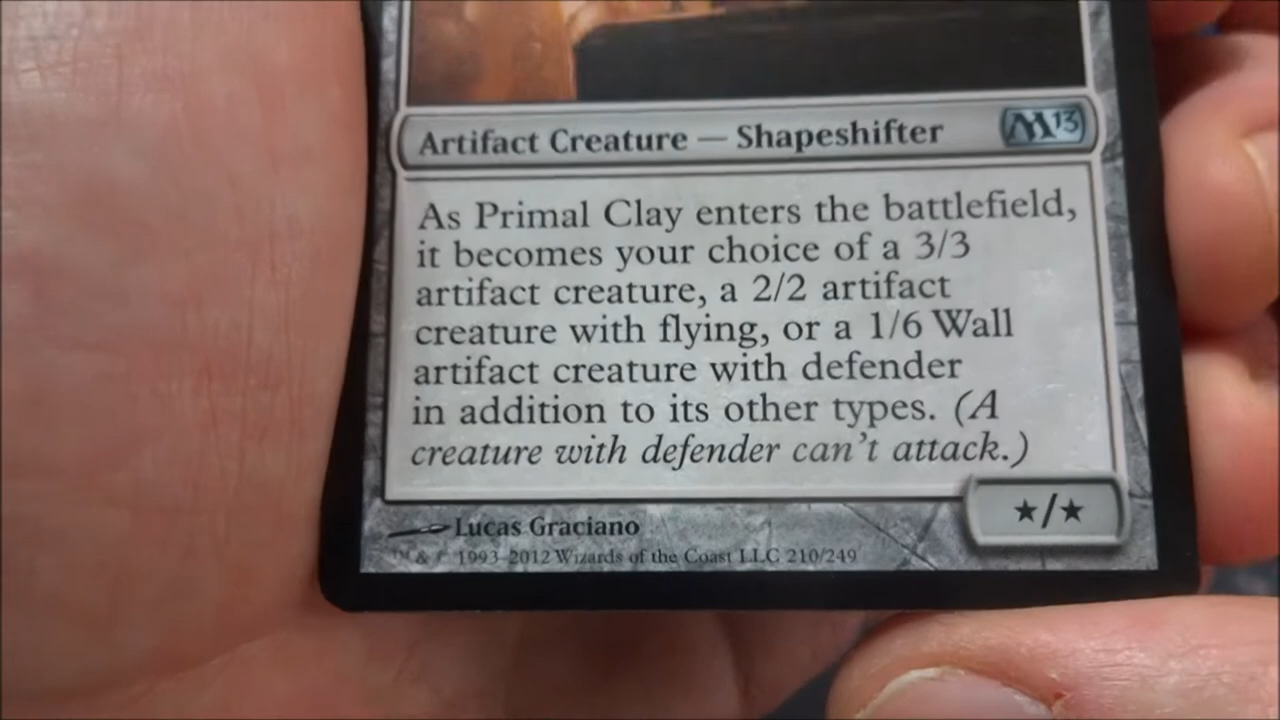 Artifact Creature — Shapeshifter M13
As Primal Clay enters the battlefield,
it becomes your choice of a 3/3
artifact creature, a 2/2 artifact
creature with flying, or a 1/6 Wall
artifact creature with defender
in addition to its other types. (A
creature with defender can't attack.)
★/★
Lucas Graciano
™ & © 1993–2012 Wizards of the Coast LLC 210/249